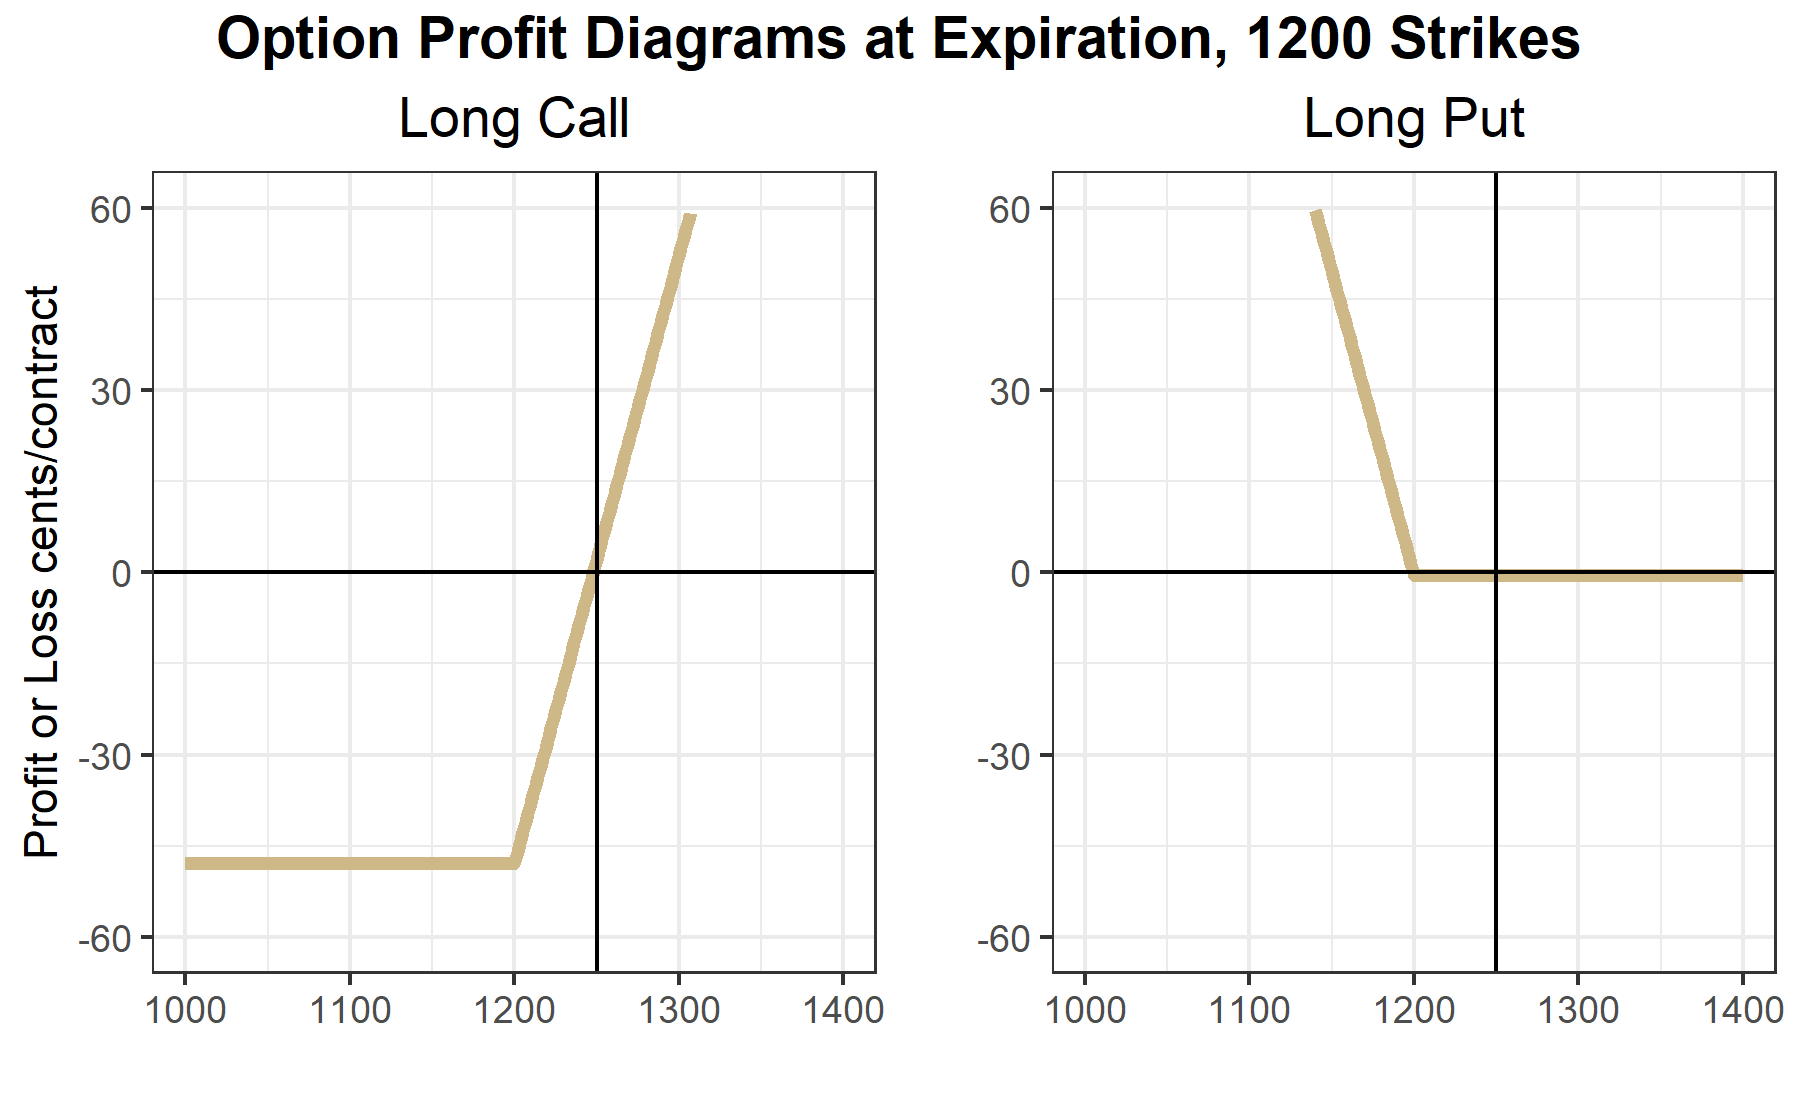 Option Profit Diagrams at Expiration, 1200 Strikes
Long Call
Long Put
Profit or Loss cents/contract
60
30
0
-30
-60
1000 1100 1200 1300 1400
60
30
0
-30
-60
1000 1100 1200 1300 1400